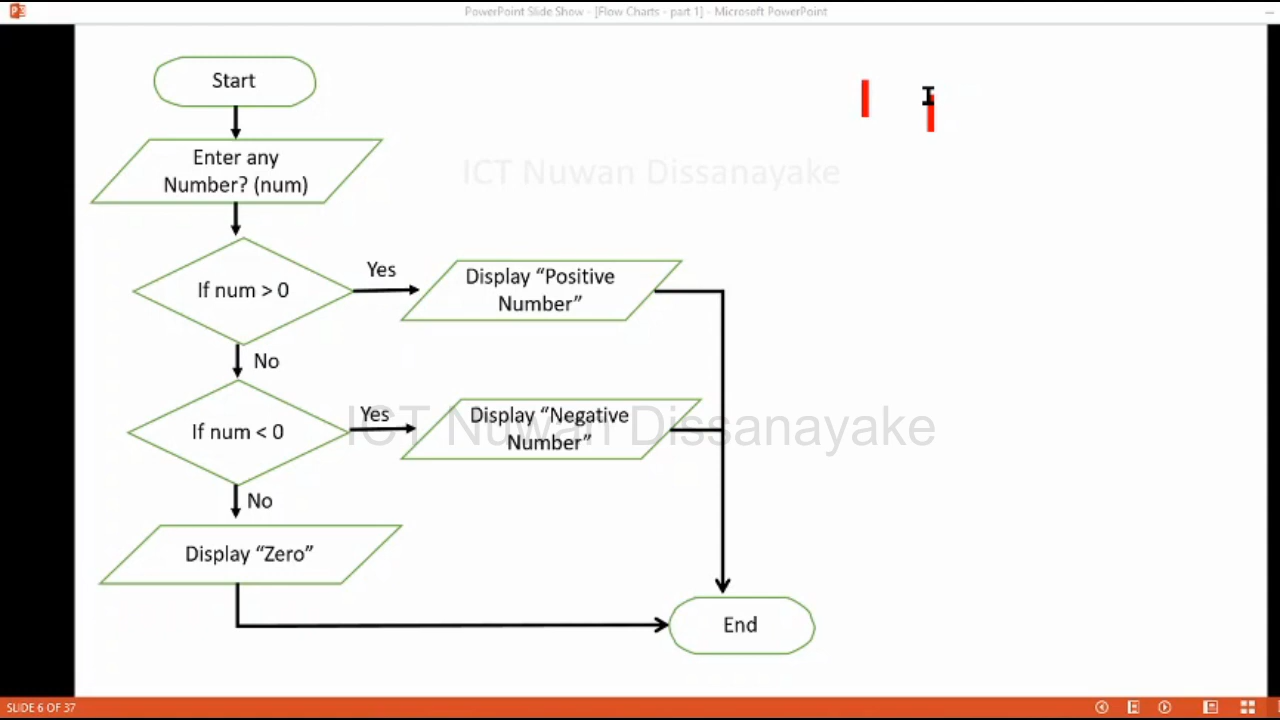 PowerPoint Slide Show - [Flow Charts - part 1] - Microsoft PowerPoint
Start
Enter any
Number? (num)
ICT Nuwan Dissanayake
If num > 0
Yes
Display “Positive
Number”
No
If num < 0
Yes
Display “Negative
Number”
ICT Nuwan Dissanayake
No
Display “Zero”
End
SLIDE 6 OF 37